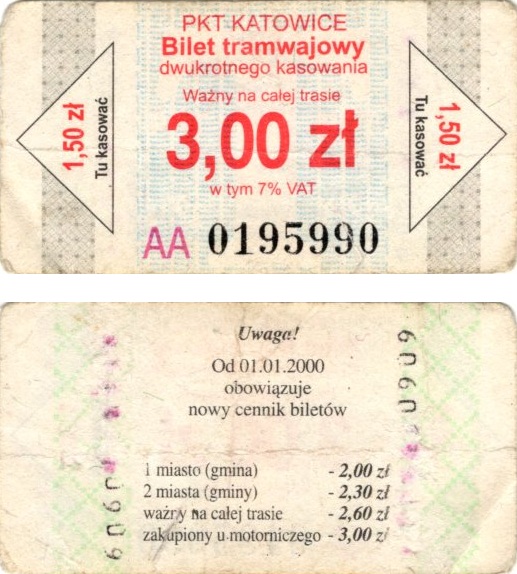 PKT KATOWICE
Bilet tramwajowy
dwukrotnego kasowania
Ważny na całej trasie
3,00 zł
w tym 7% VAT
1,50 zł
Tu kasować
1,50 zł
Tu kasować
AA 0195990
Uwaga!
Od 01.01.2000
obowiązuje
nowy cennik biletów
1 miasto (gmina) - 2,00 zł
2 miasta (gminy) - 2,30 zł
ważny na całej trasie - 2,60 zł
zakupiony u motorniczego - 3,00 zł